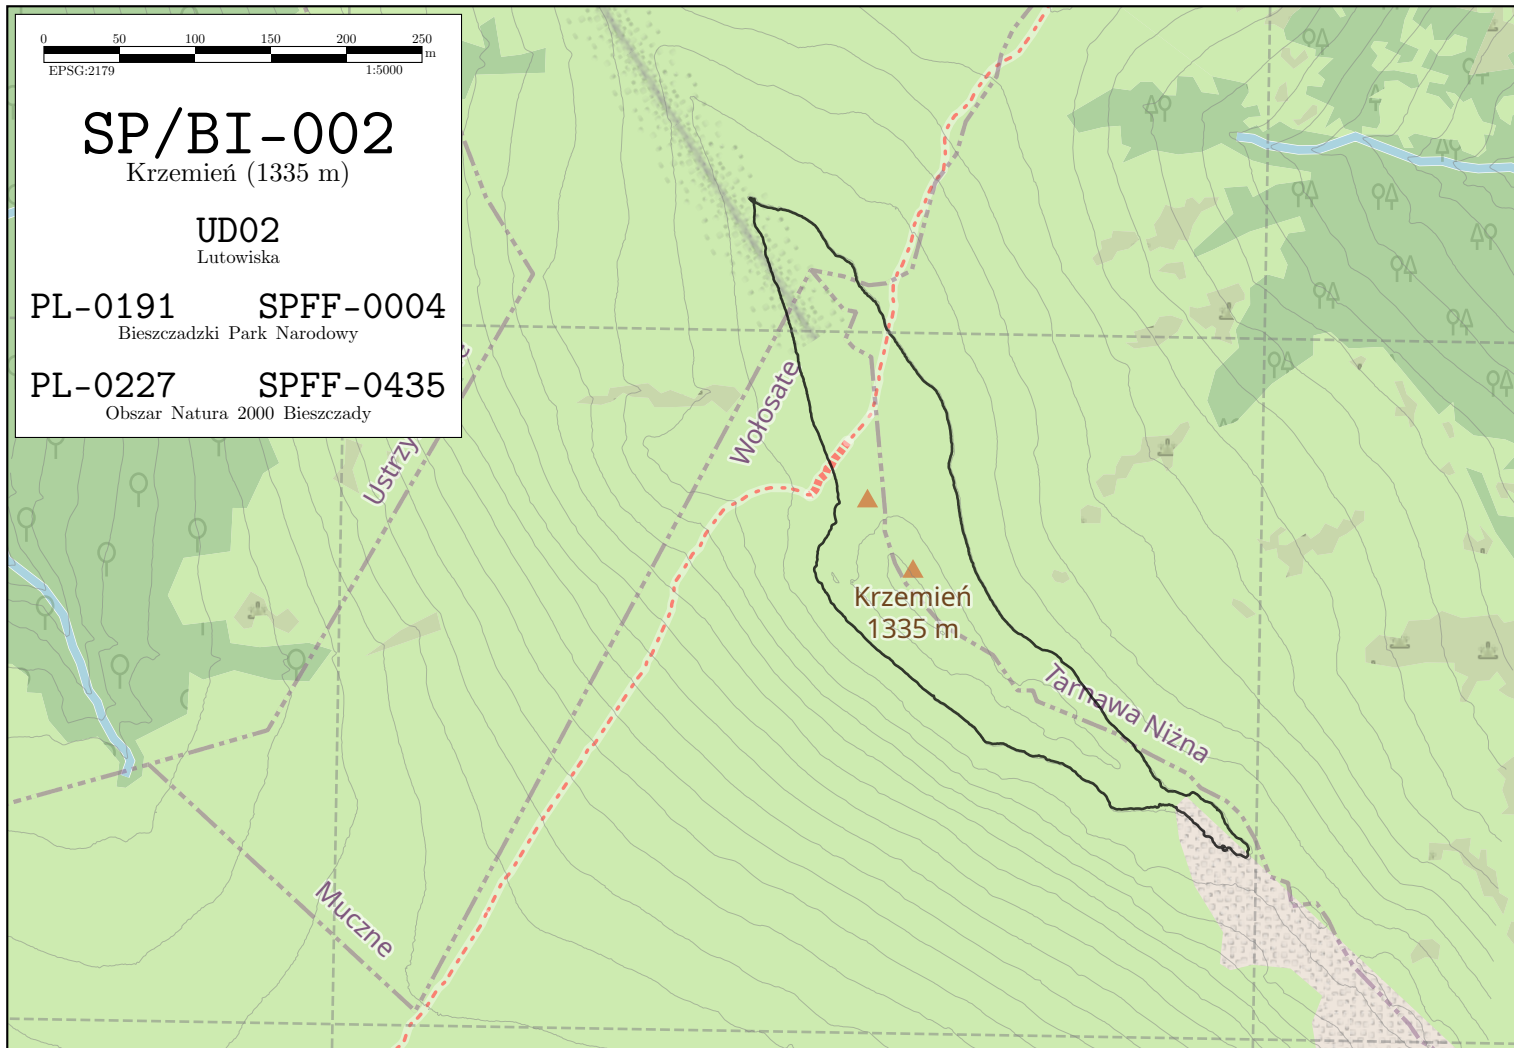 0 50 100 150 200 250
m
EPSG:2179 1:5000
SP/BI-002
Krzemień (1335 m)
UD02
Lutowiska
PL-0191 SPFF-0004
Bieszczadzki Park Narodowy
PL-0227 SPFF-0435
Obszar Natura 2000 Bieszczady
Wołosate
Ustrzy
Krzemień
1335 m
Tarnawa Niżna
Muczne